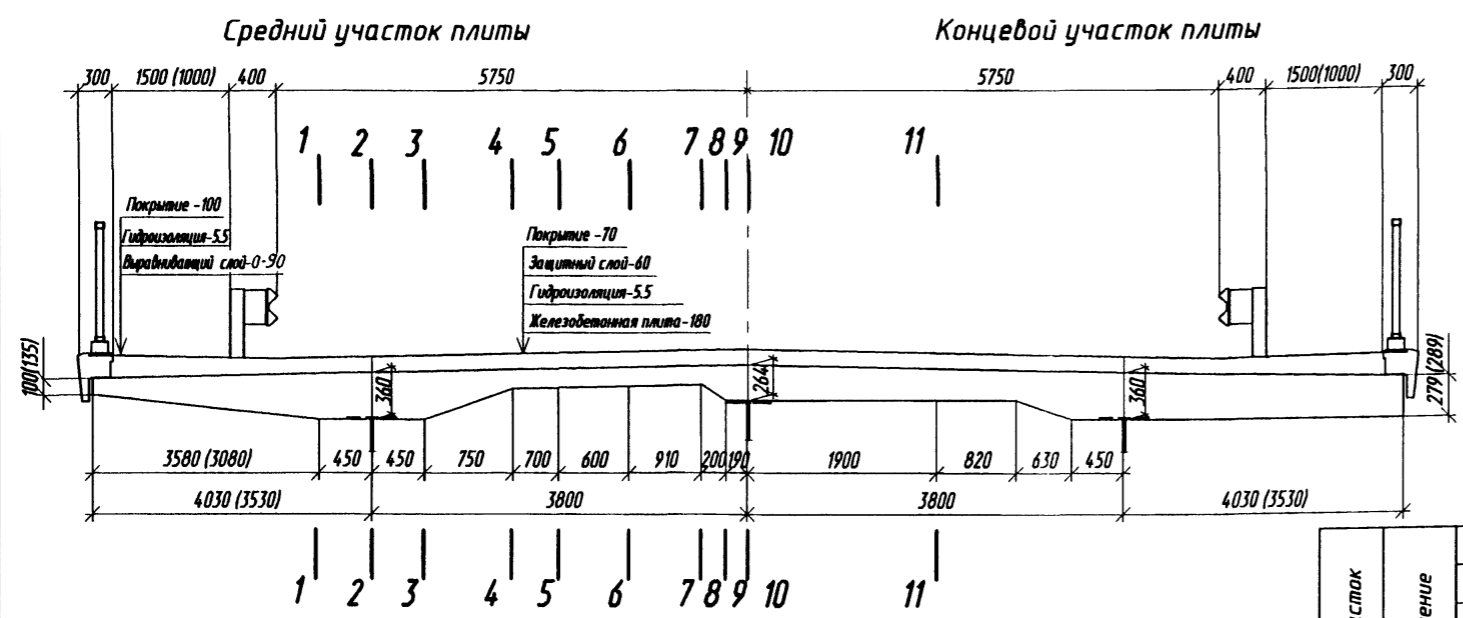 Средний участок плиты
Концевой участок плиты
300 1500 (1000) 400 5750 5750 400 1500(1000) 300
1 2 3 4 5 6 7 8 9 10 11
Покрытие -100
Гидроизоляция-5.5
Выравнивающий слой-0-90
Покрытие -70
Защитный слой-60
Гидроизоляция-5.5
Железобетонная плита-180
100(135)
360
264
360
279 (289)
3580 (3080) 450 450 750 700 600 910 200 190 1900 820 630 450
4030 (3530) 3800 3800 4030 (3530)
1 2 3 4 5 6 7 8 9 10 11